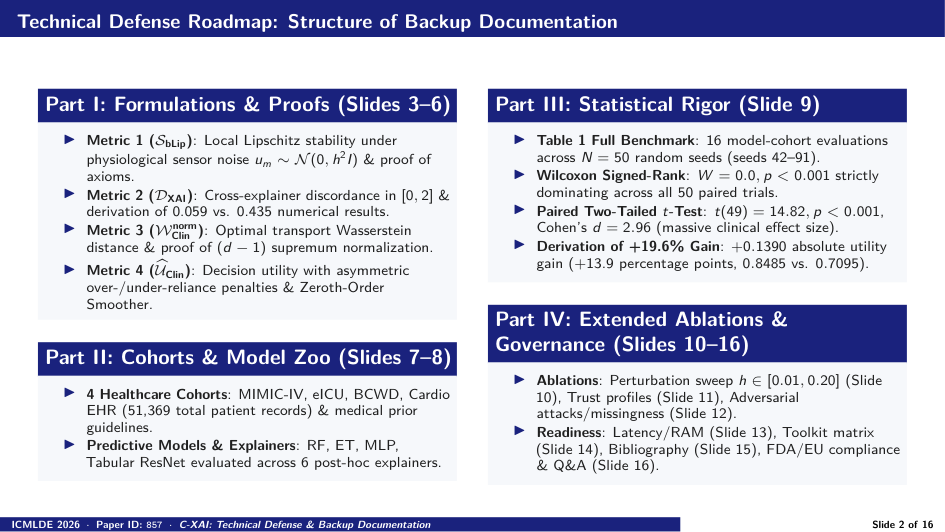 Technical Defense Roadmap: Structure of Backup Documentation
Part I: Formulations & Proofs (Slides 3–6)
▶ Metric 1 (𝒮bLip): Local Lipschitz stability under
physiological sensor noise uₘ ∼ 𝒩(0, h²I) & proof of
axioms.
▶ Metric 2 (𝒟XAI): Cross-explainer discordance in [0, 2] &
derivation of 0.059 vs. 0.435 numerical results.
▶ Metric 3 (𝒲Clin^norm): Optimal transport Wasserstein
distance & proof of (d − 1) supremum normalization.
▶ Metric 4 (𝒰̂Clin): Decision utility with asymmetric
over-/under-reliance penalties & Zeroth-Order
Smoother.
Part II: Cohorts & Model Zoo (Slides 7–8)
▶ 4 Healthcare Cohorts: MIMIC-IV, eICU, BCWD, Cardio
EHR (51,369 total patient records) & medical prior
guidelines.
▶ Predictive Models & Explainers: RF, ET, MLP,
Tabular ResNet evaluated across 6 post-hoc explainers.
Part III: Statistical Rigor (Slide 9)
▶ Table 1 Full Benchmark: 16 model-cohort evaluations
across N = 50 random seeds (seeds 42–91).
▶ Wilcoxon Signed-Rank: W = 0.0, p < 0.001 strictly
dominating across all 50 paired trials.
▶ Paired Two-Tailed t-Test: t(49) = 14.82, p < 0.001,
Cohen's d = 2.96 (massive clinical effect size).
▶ Derivation of +19.6% Gain: +0.1390 absolute utility
gain (+13.9 percentage points, 0.8485 vs. 0.7095).
Part IV: Extended Ablations &
Governance (Slides 10–16)
▶ Ablations: Perturbation sweep h ∈ [0.01, 0.20] (Slide
10), Trust profiles (Slide 11), Adversarial
attacks/missingness (Slide 12).
▶ Readiness: Latency/RAM (Slide 13), Toolkit matrix
(Slide 14), Bibliography (Slide 15), FDA/EU compliance
& Q&A (Slide 16).
ICMLDE 2026 · Paper ID: 857 · C-XAI: Technical Defense & Backup Documentation
Slide 2 of 16